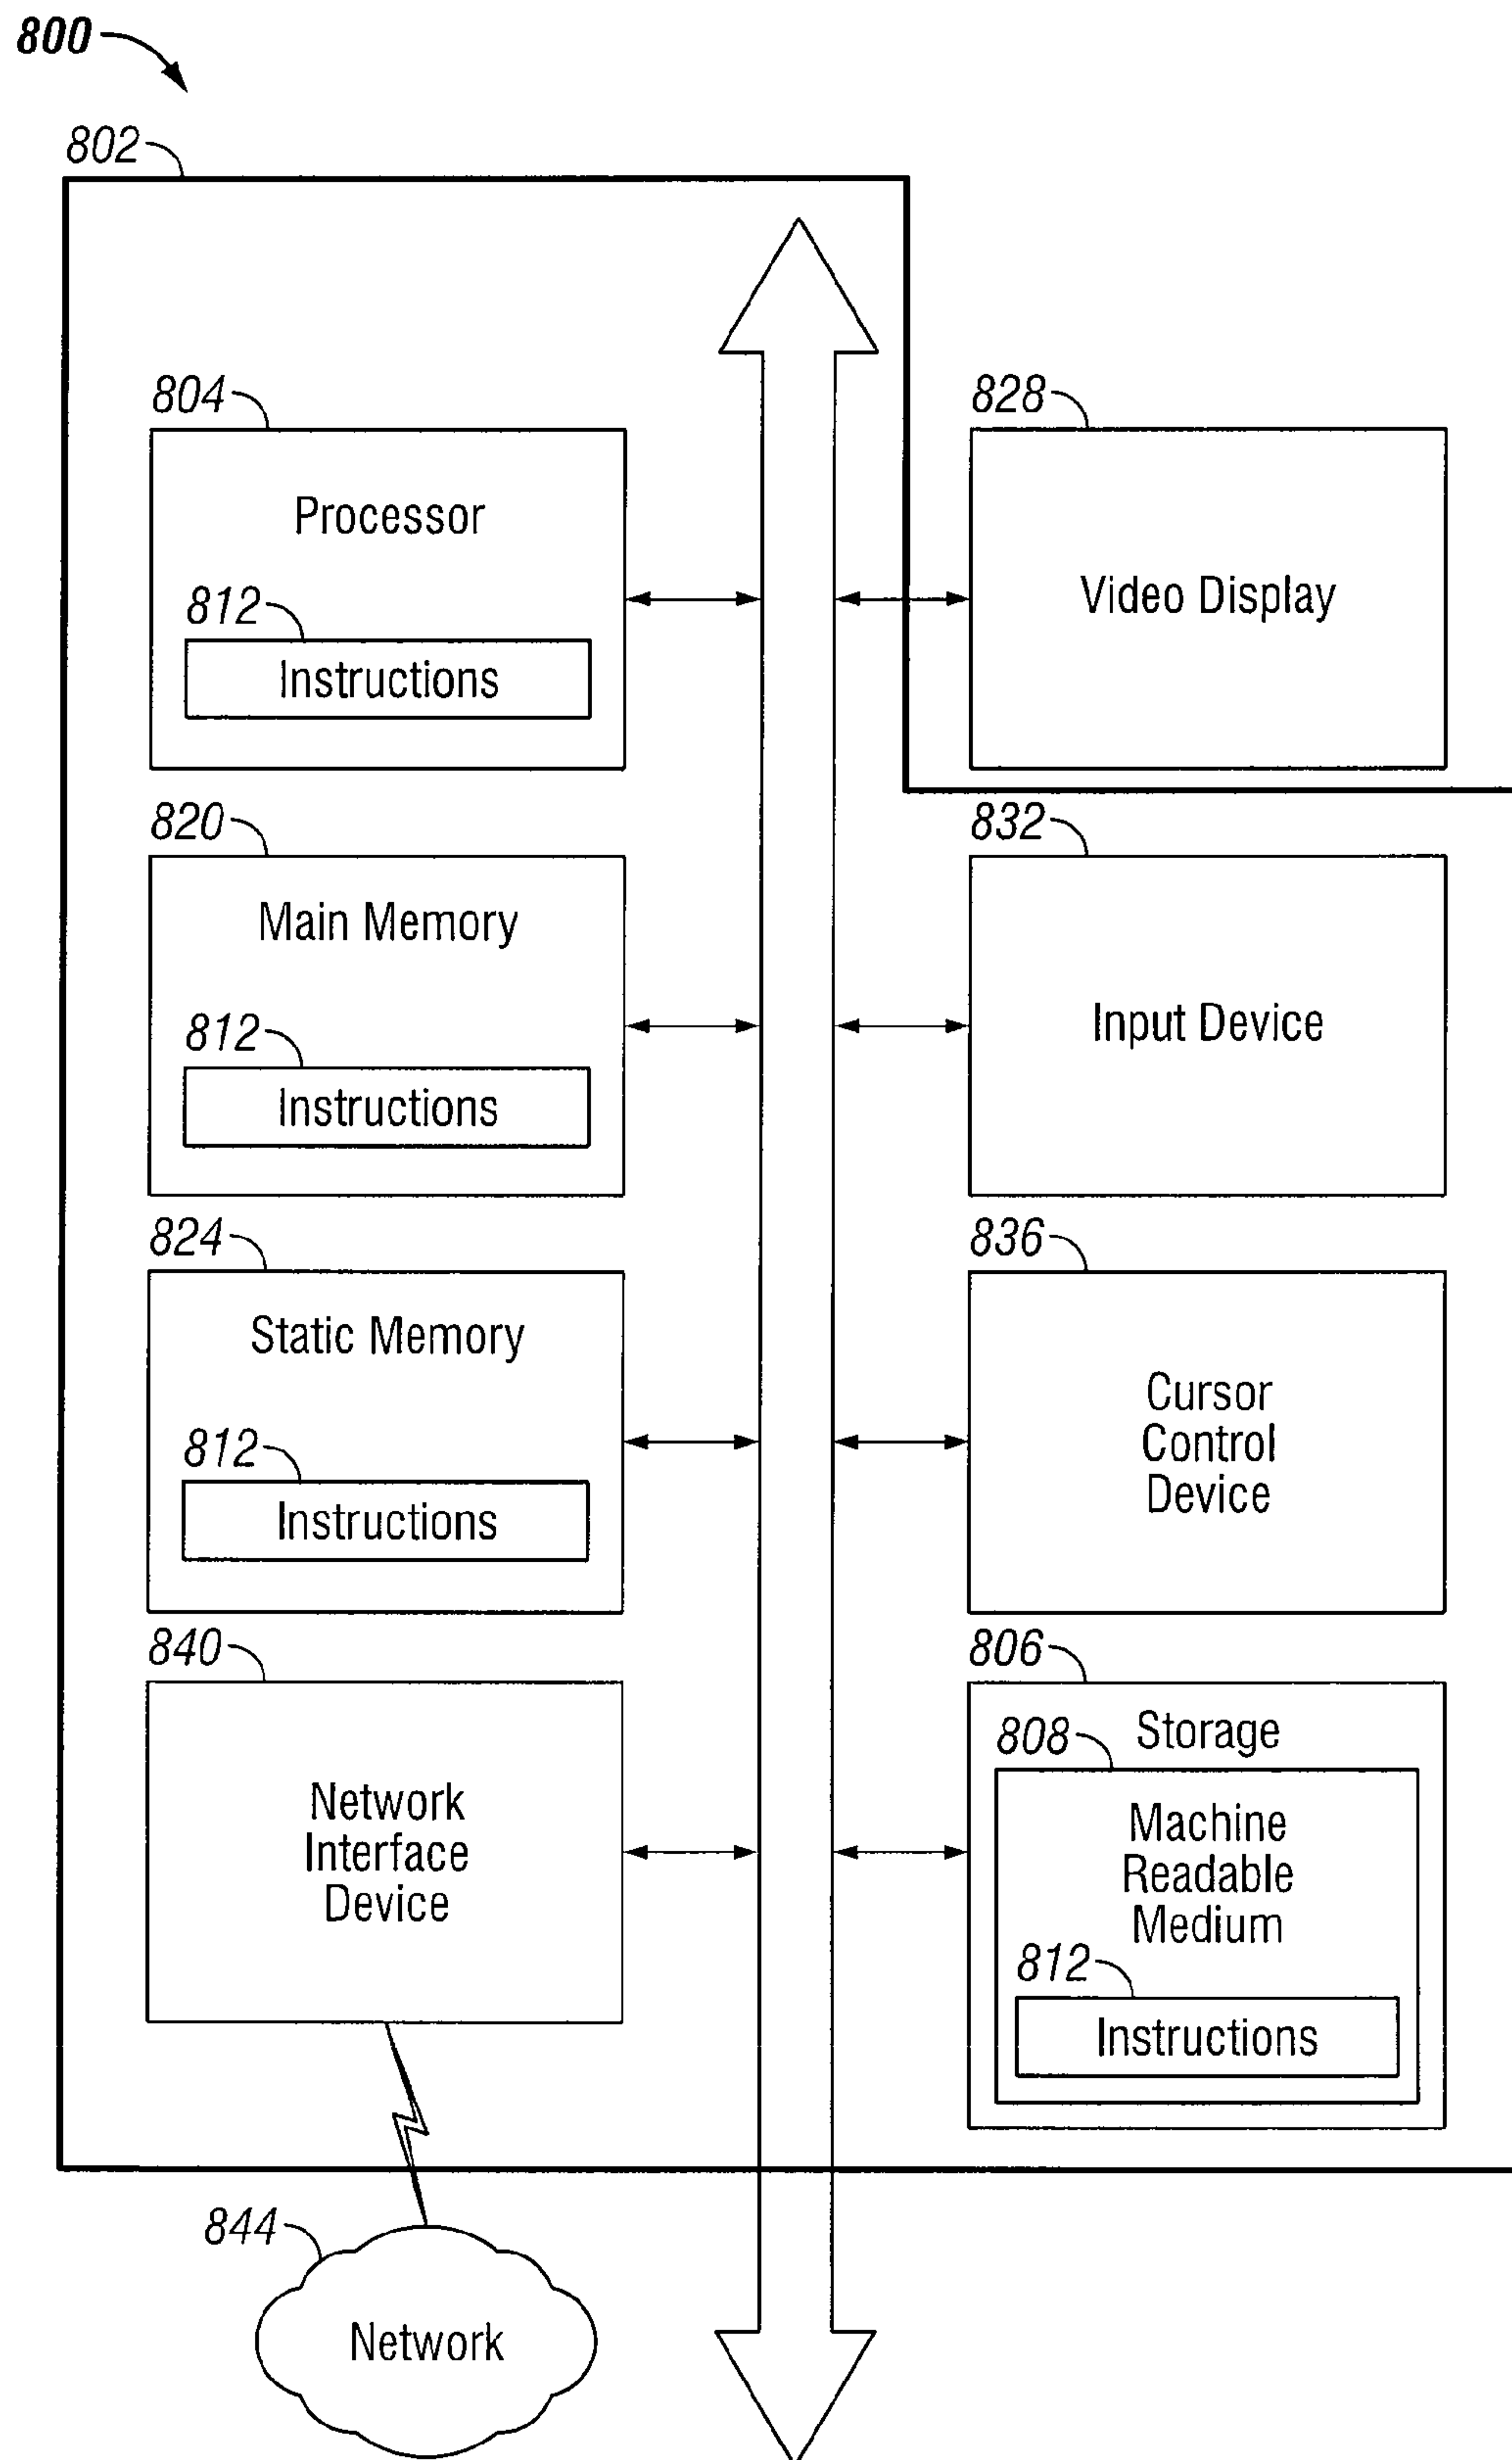 800
802
804
Processor
812
Instructions
828
Video Display
820
Main Memory
812
Instructions
832
Input Device
824
Static Memory
812
Instructions
836
Cursor
Control
Device
840
Network
Interface
Device
806
Storage
808
Machine
Readable
Medium
812
Instructions
844
Network